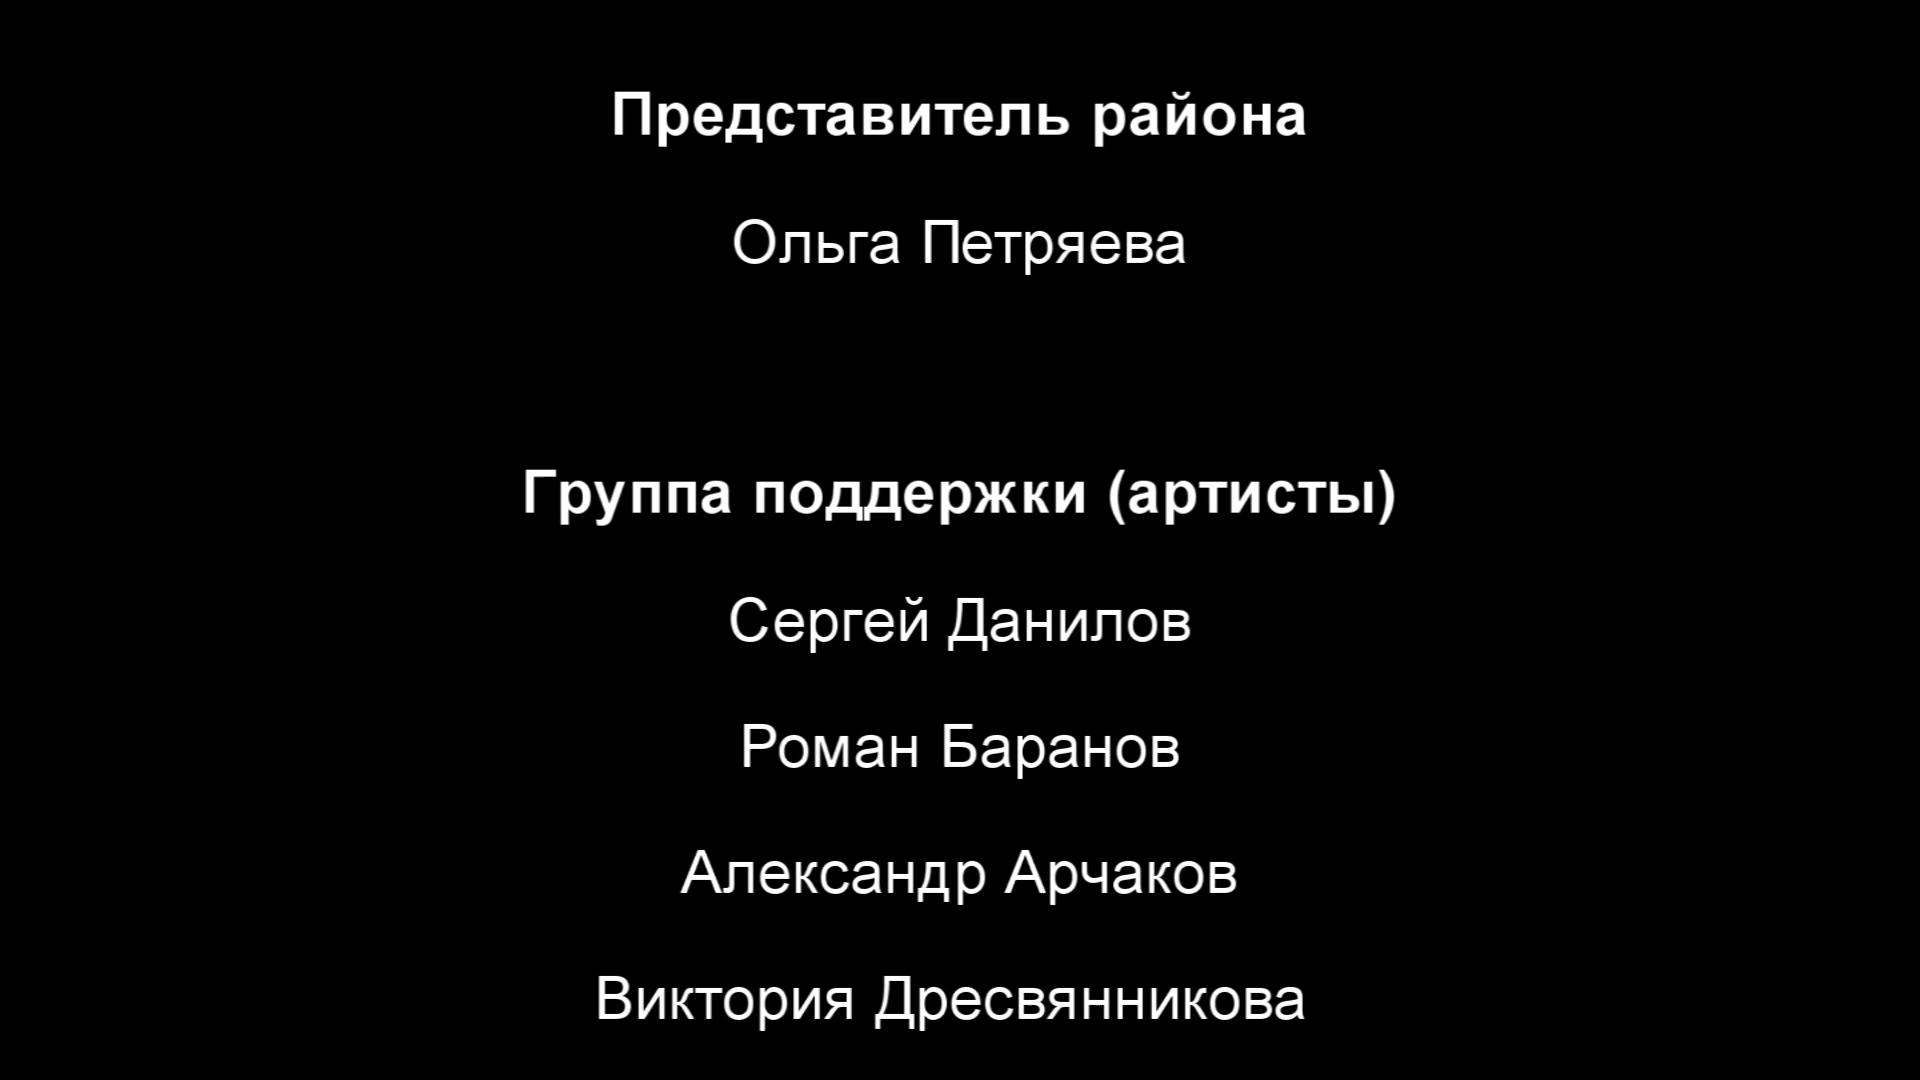 Представитель района
Ольга Петряева
Группа поддержки (артисты)
Сергей Данилов
Роман Баранов
Александр Арчаков
Виктория Дресвянникова